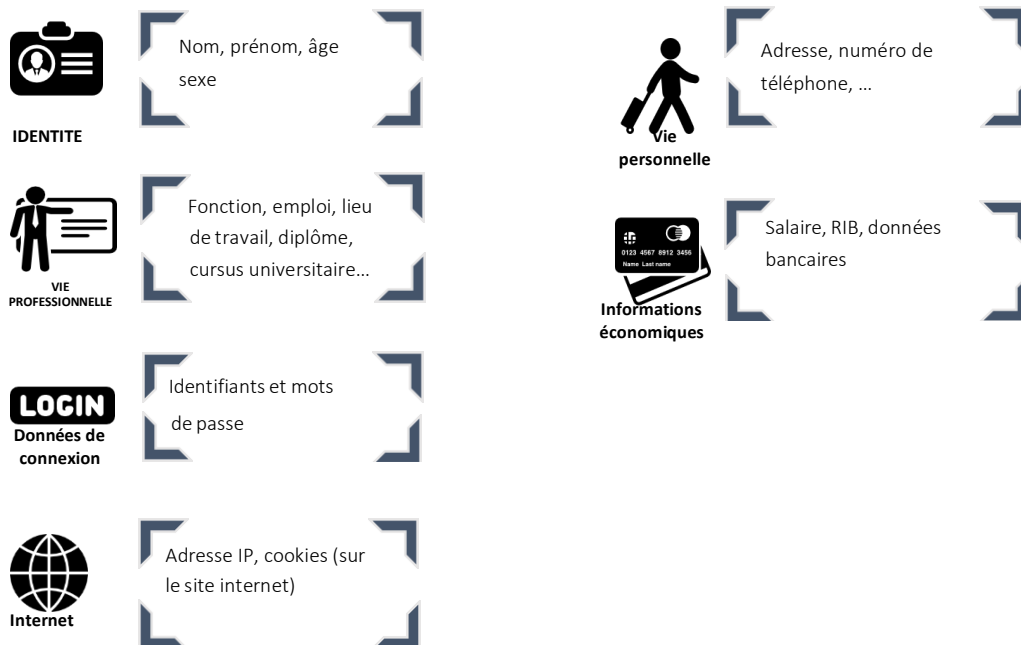 Nom, prénom, âge
sexe
IDENTITE
Fonction, emploi, lieu
de travail, diplôme,
cursus universitaire...
VIE
PROFESSIONNELLE
Identifiants et mots
de passe
LOGIN
Données de
connexion
Adresse IP, cookies (sur
le site internet)
Internet
Adresse, numéro de
téléphone, ...
Vie
personnelle
Salaire, RIB, données
bancaires
0123 4567 8912 3456
Name Last name
Informations
économiques